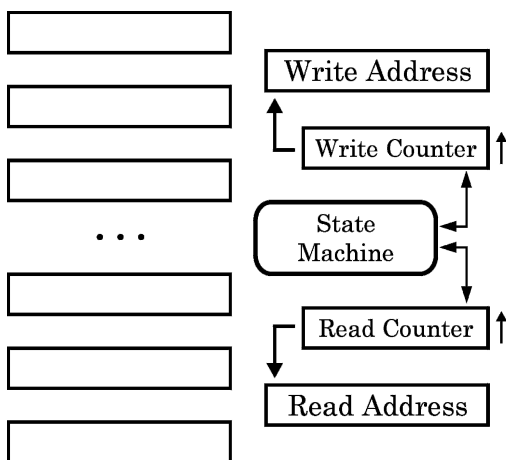 Write Address
Write Counter
. . .
State
Machine
Read Counter
Read Address